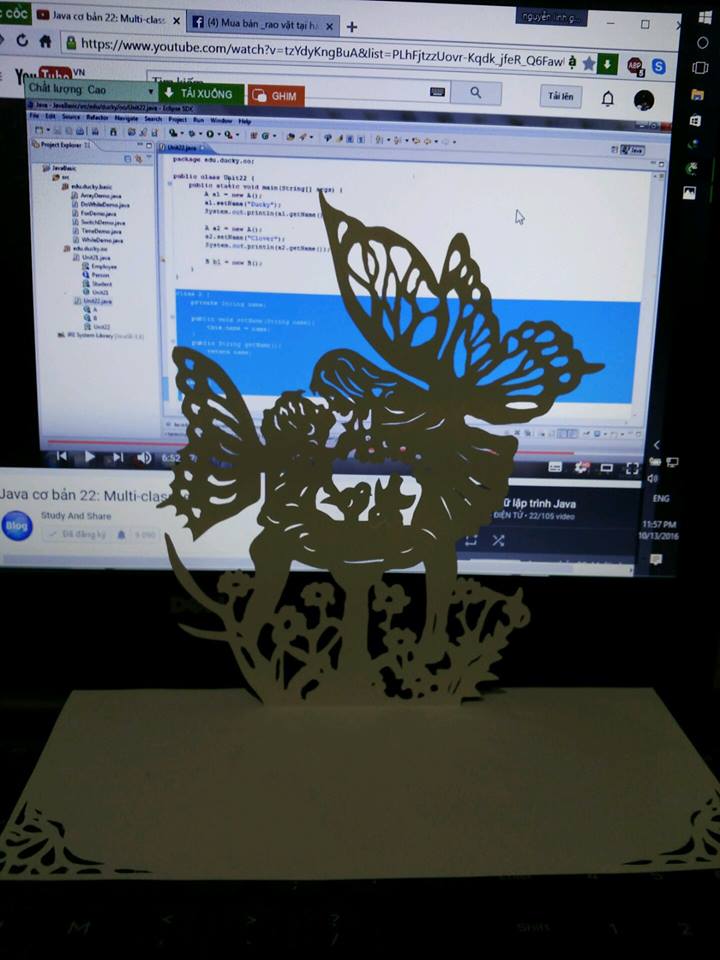 C CỐC
Java cơ bản 22: Multi-class
(4) Mua bán _rao vặt tại hà
nguyễn linh g...
https://www.youtube.com/watch?v=tzYdyKngBuA&list=PLhFjtzzUovr-Kqdk_jfeR_Q6Faw
ABP
5
You Tube VN
Tìm kiếm
Tải lên
Chất lượng: Cao
TẢI XUỐNG
GHIM
Java - JavaBasic/src/edu/ducky/oo/Unit22.java - Eclipse SDK
File Edit Source Refactor Navigate Search Project Run Window Help
Java
Project Explorer
Unit22.java
JavaBasic
src
edu.ducky.basic
ArrayDemo.java
DoWhileDemo.java
ForDemo.java
SwitchDemo.java
TimeDemo.java
WhileDemo.java
edu.ducky.oo
Unit21.java
Employee
Person
Student
Unit21
Unit22.java
A
B
Unit22
JRE System Library
package edu.ducky.oo;
public class Unit22 {
public static void main(String[] args) {
A a1 = new A();
a1.setName("Ducky");
System.out.println(a1.getName()
A a2 = new A();
a2.setName("Clover");
System.out.println(a2.getName());
B b1 = new B();
}
}
private String name;
public void setName(String name){
this.name = name;
public String getName(){
return name;
6:52
Java cơ bản 22: Multi-clas
Blog
Study And Share
Đã đăng ký
9.090
lập trình Java
ĐIỆN TỬ • 22/105 video
ENG
11:57 PM
10/13/2016
M
<
>
?
/
Shift
1
2